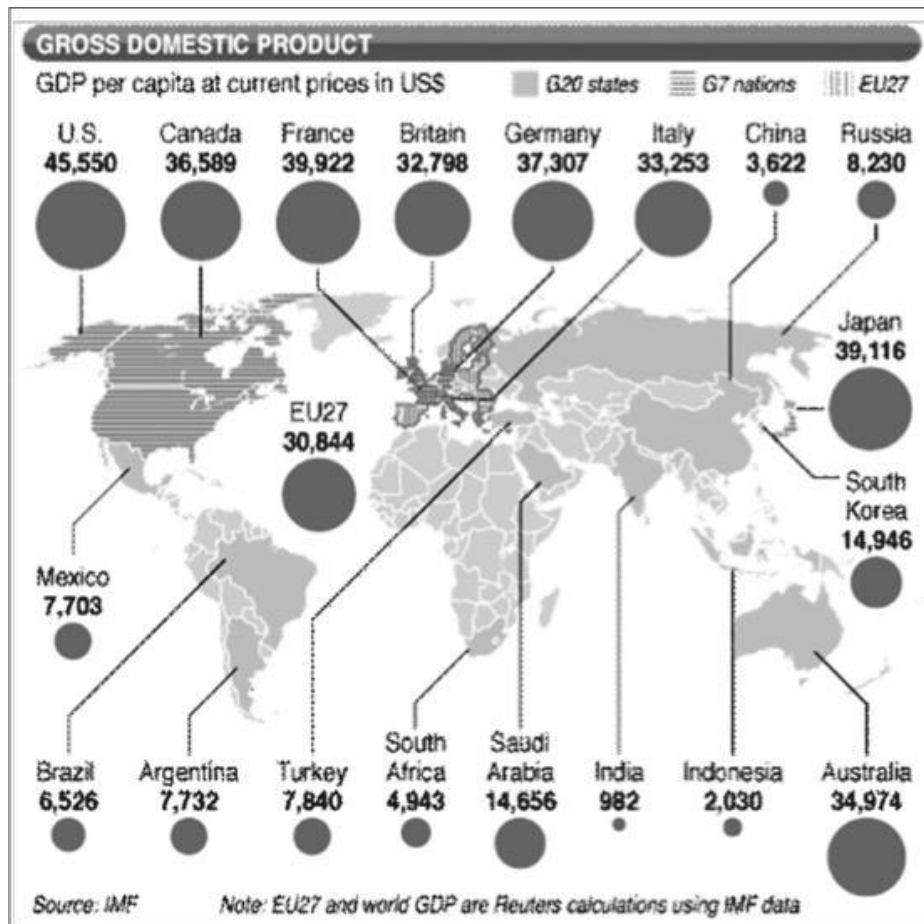 GROSS DOMESTIC PRODUCT
GDP per capita at current prices in US$
G20 states
G7 nations
EU27
U.S.
45,550
Canada
36,589
France
39,922
Britain
32,798
Germany
37,307
Italy
33,253
China
3,622
Russia
8,230
Japan
39,116
EU27
30,844
South
Korea
14,946
Mexico
7,703
Brazil
6,526
Argentina
7,732
Turkey
7,840
South
Africa
4,943
Saudi
Arabia
14,656
India
982
Indonesia
2,030
Australia
34,974
Source: IMF
Note: EU27 and world GDP are Reuters calculations using IMF data